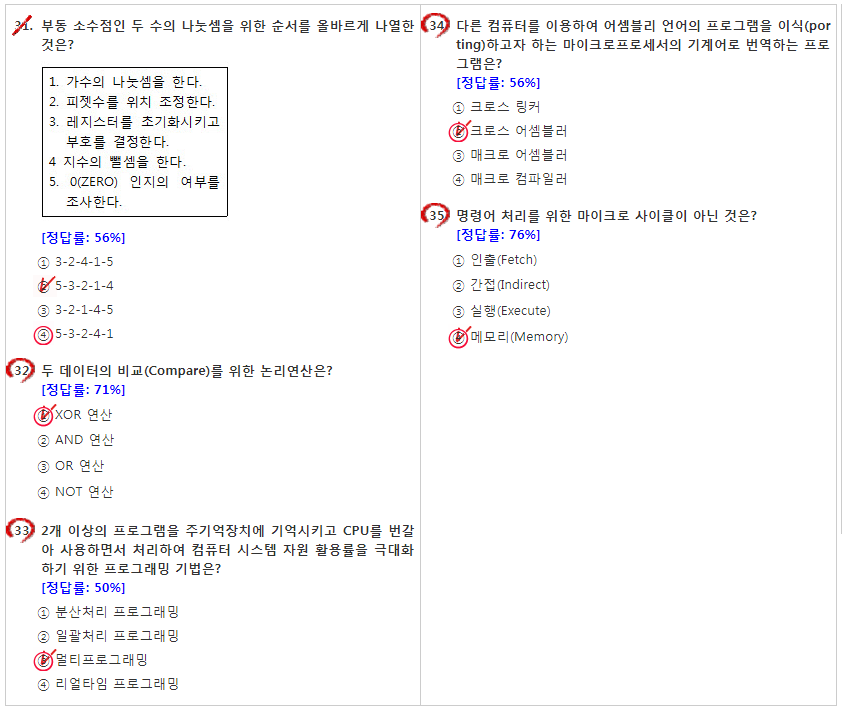 31. 부동 소수점인 두 수의 나눗셈을 위한 순서를 올바르게 나열한
것은?
1. 가수의 나눗셈을 한다.
2. 피젯수를 위치 조정한다.
3. 레지스터를 초기화시키고
부호를 결정한다.
4 지수의 뺄셈을 한다.
5. 0(ZERO) 인지의 여부를
조사한다.
[정답률: 56%]
① 3-2-4-1-5
② 5-3-2-1-4
③ 3-2-1-4-5
④ 5-3-2-4-1
32. 두 데이터의 비교(Compare)를 위한 논리연산은?
[정답률: 71%]
① XOR 연산
② AND 연산
③ OR 연산
④ NOT 연산
33. 2개 이상의 프로그램을 주기억장치에 기억시키고 CPU를 번갈
아 사용하면서 처리하여 컴퓨터 시스템 자원 활용률을 극대화
하기 위한 프로그래밍 기법은?
[정답률: 50%]
① 분산처리 프로그래밍
② 일괄처리 프로그래밍
③ 멀티프로그래밍
④ 리얼타임 프로그래밍
34. 다른 컴퓨터를 이용하여 어셈블리 언어의 프로그램을 이식(por
ting)하고자 하는 마이크로프로세서의 기계어로 번역하는 프로
그램은?
[정답률: 56%]
① 크로스 링커
② 크로스 어셈블러
③ 매크로 어셈블러
④ 매크로 컴파일러
35. 명령어 처리를 위한 마이크로 사이클이 아닌 것은?
[정답률: 76%]
① 인출(Fetch)
② 간접(Indirect)
③ 실행(Execute)
④ 메모리(Memory)